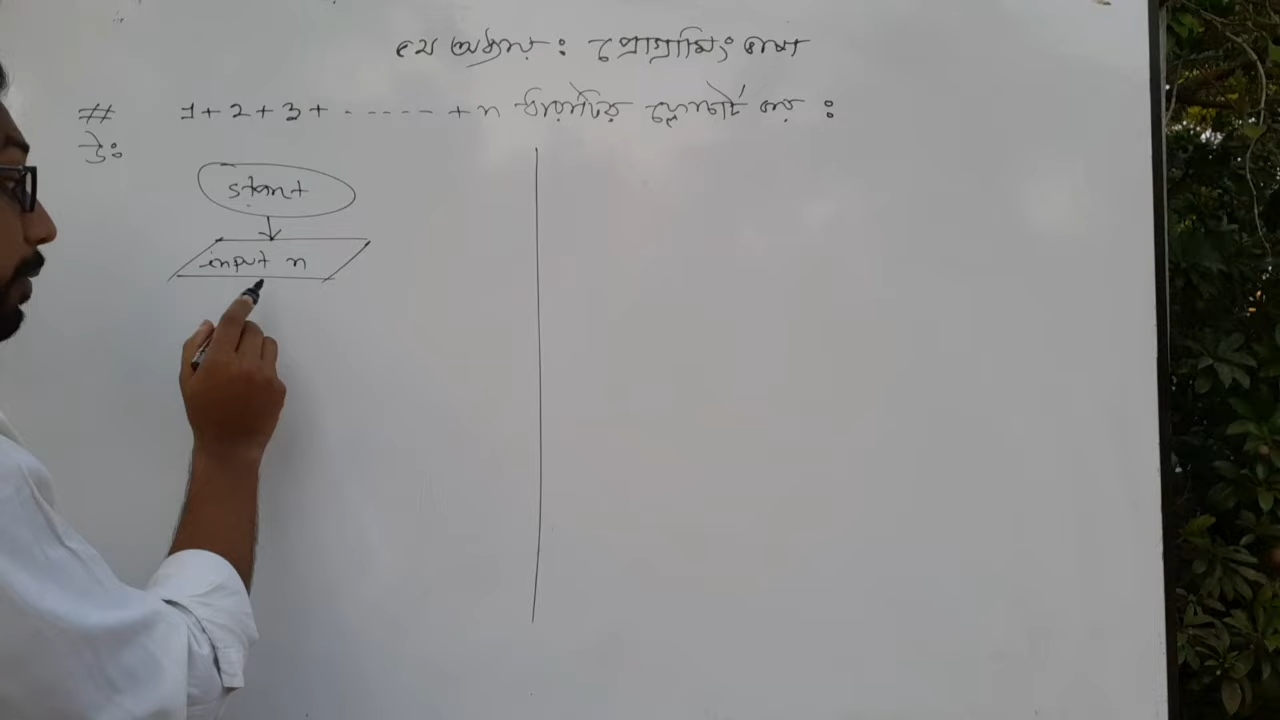 ৫ম অধ্যায় : প্রোগ্রামিং ভাষা
# 1 + 2 + 3 + - - - - - - + n ধারাটির ফ্লোচার্ট কর :
উঃ
start
input n